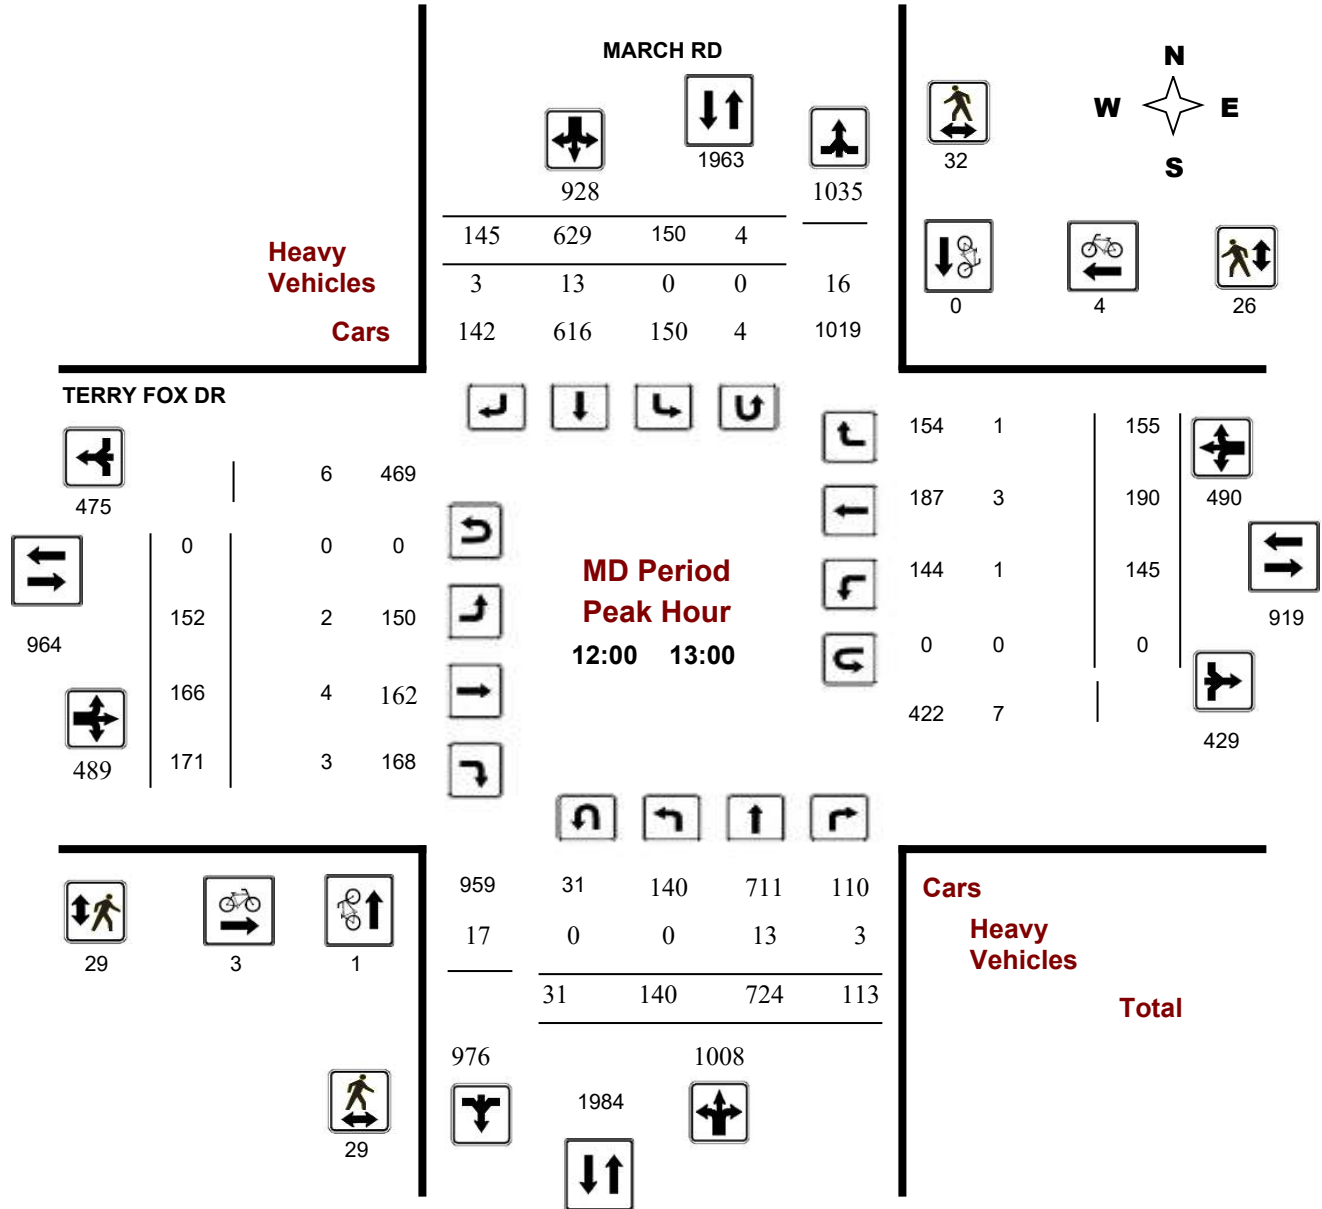 MARCH RD
N
W E
S
1963
32
928
1035
145 629 150 4
Heavy
Vehicles
3 13 0 0 16
0 4 26
Cars
142 616 150 4 1019
TERRY FOX DR
154 1 155
6 469
475
187 3 190 490
0 0 0
MD Period
144 1 145
Peak Hour
152 2 150
919
964
12:00 13:00
0 0 0
166 4 162
422 7
429
489
171 3 168
959 31 140 711 110
Cars
17 0 0 13 3
Heavy
Vehicles
29 3 1
31 140 724 113
Total
976 1008
1984
29